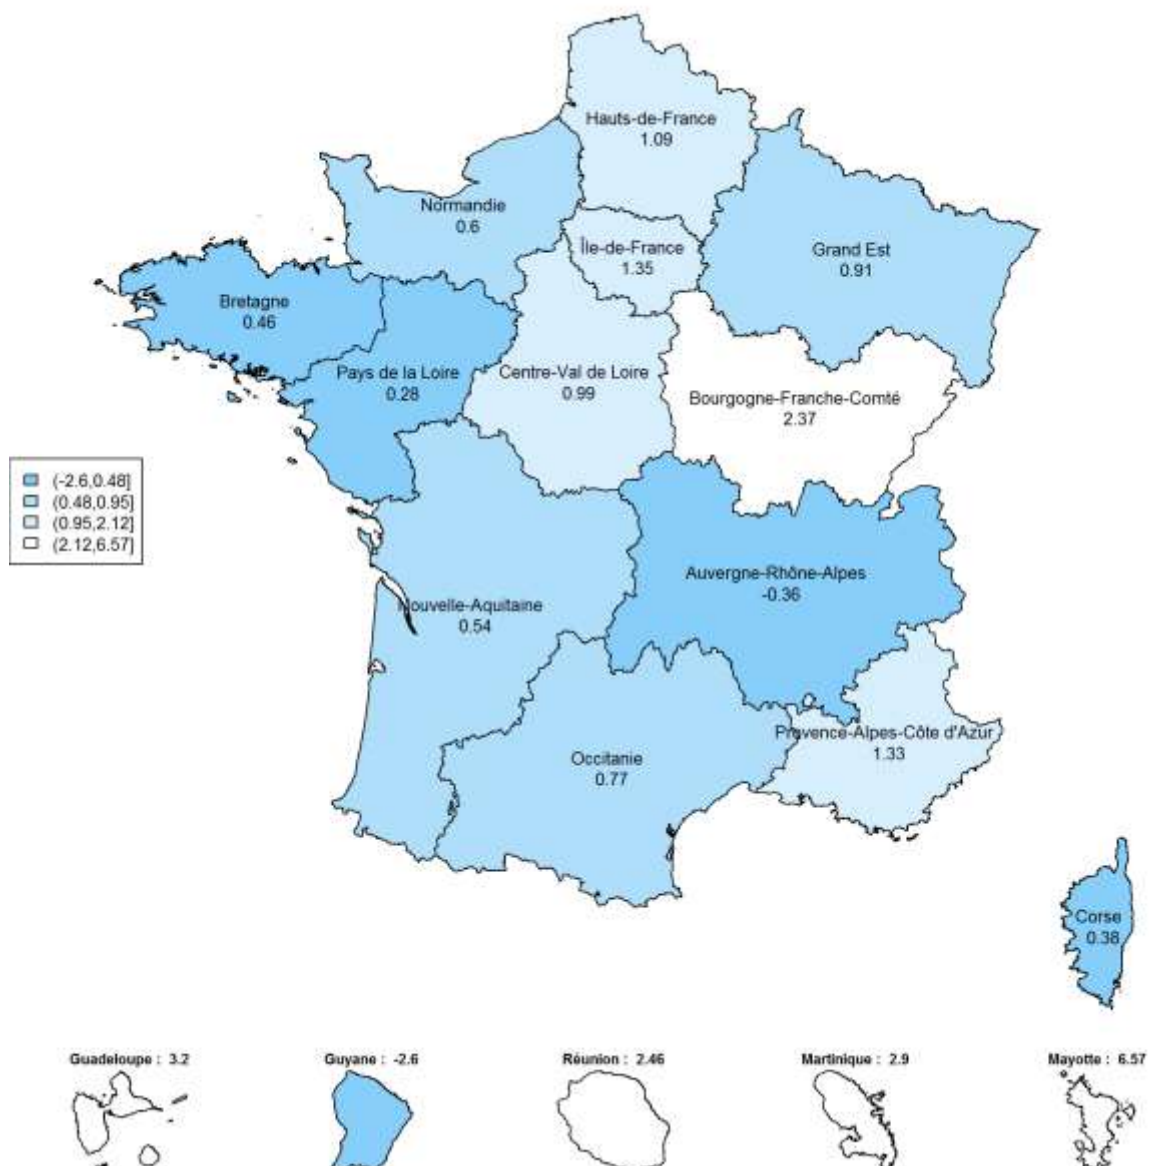 Hauts-de-France
1.09
Normandie
0.6
Île-de-France
1.35
Grand Est
0.91
Bretagne
0.46
Pays de la Loire
0.28
Centre-Val de Loire
0.99
Bourgogne-Franche-Comté
2.37
(-2.6,0.48]
(0.48,0.95]
(0.95,2.12]
(2.12,6.57]
Auvergne-Rhône-Alpes
-0.36
Nouvelle-Aquitaine
0.54
Provence-Alpes-Côte d'Azur
1.33
Occitanie
0.77
Corse
0.38
Guadeloupe : 3.2
Guyane : -2.6
Réunion : 2.46
Martinique : 2.9
Mayotte : 6.57